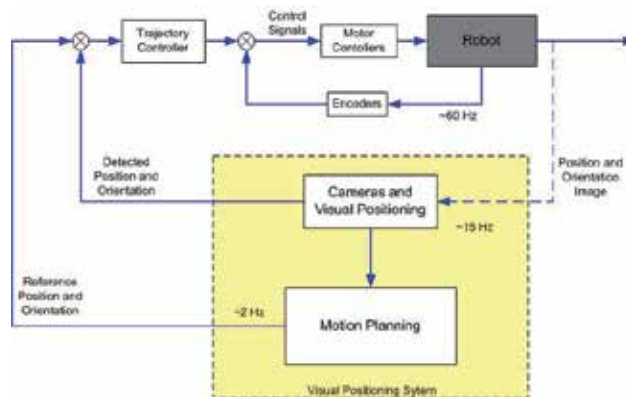 Control
Signals
Trajectory
Controller
Motor
Contollers
Robot
Encoders
~60 Hz
Detected
Position and
Orientation
Cameras and
Visual Positioning
Position and
Orientation
Image
~15 Hz
Reference
Position and
Orientation
~2 Hz
Motion Planning
Visual Positioning Sytem